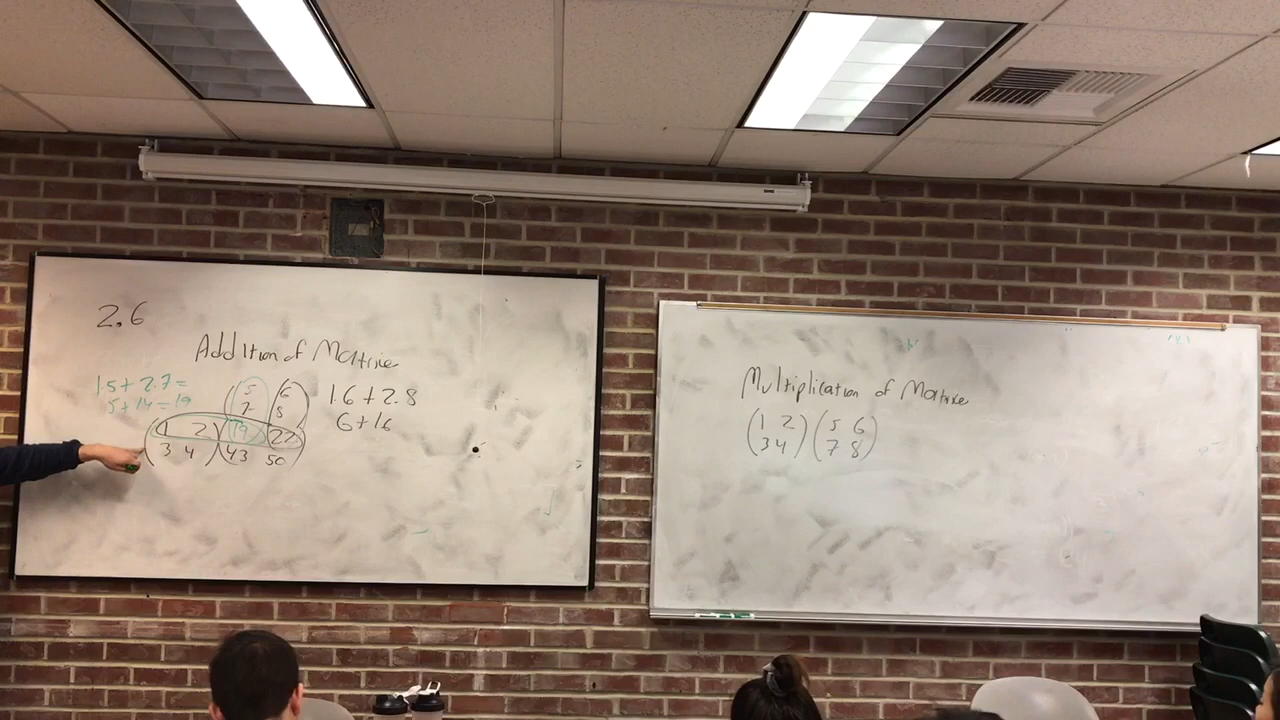 2.6
Addition of Matrixe
1.5 + 2.7 =
5 + 14 = 19
5 6
7 8
1 2 19 22
3 4 43 50
1.6 + 2.8
6 + 16
Multiplication of Matrixe
1 2 5 6
3 4 7 8